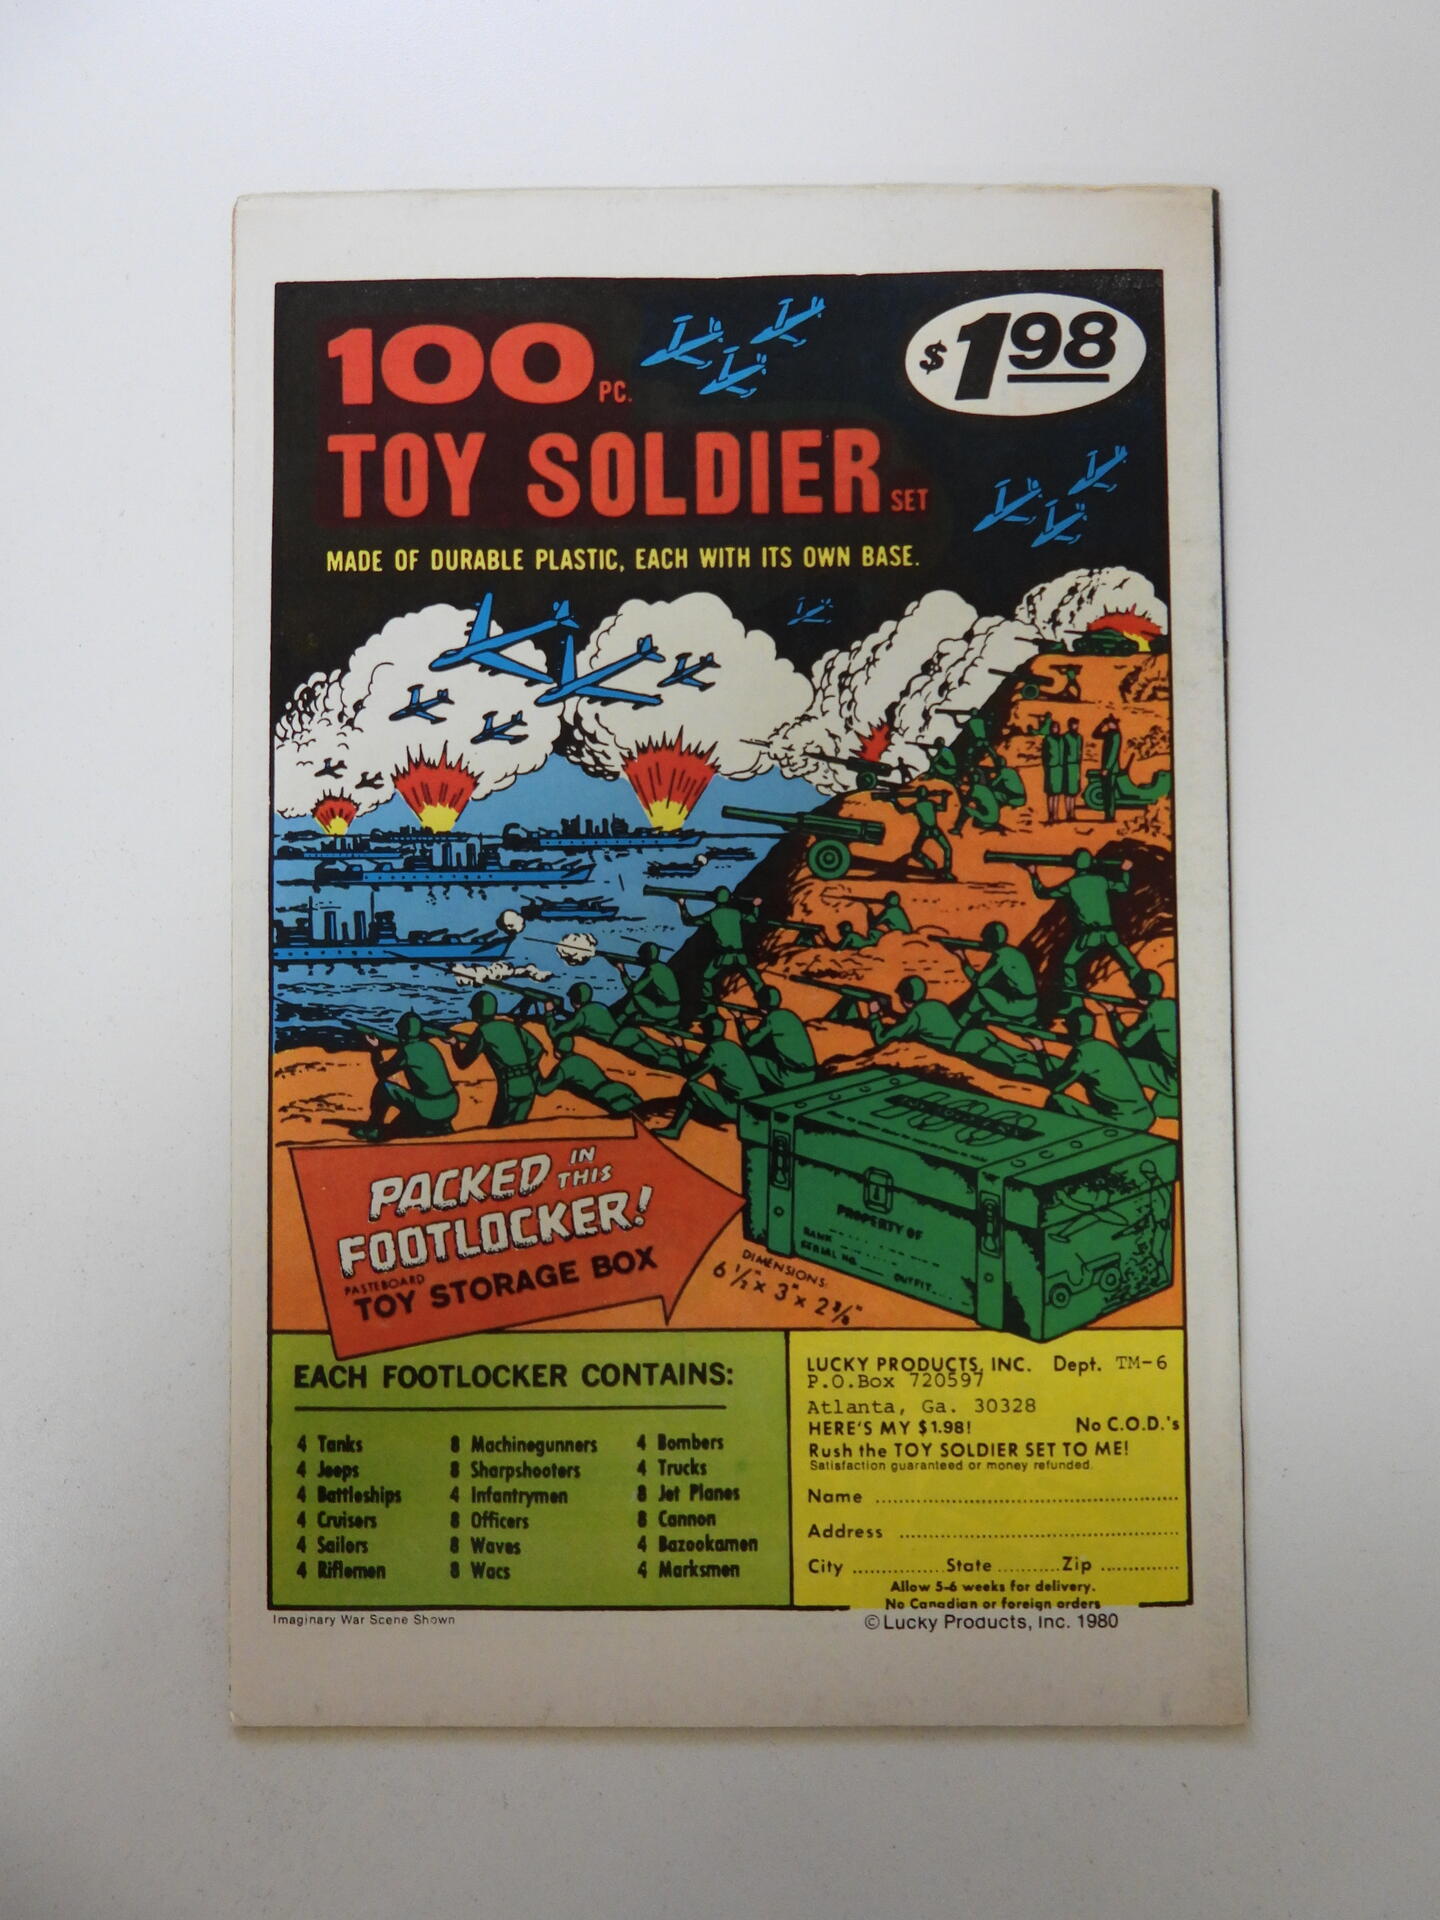 100 PC.
$1.98
TOY SOLDIER SET
MADE OF DURABLE PLASTIC, EACH WITH ITS OWN BASE.
PACKED IN THIS
FOOTLOCKER!
PASTEBOARD
TOY STORAGE BOX
PROPERTY OF
RANK
SERIAL NO.
OUTFIT
DIMENSIONS:
6 1/2" x 3" x 2 3/8"
EACH FOOTLOCKER CONTAINS:
4 Tanks
4 Jeeps
4 Battleships
4 Cruisers
4 Sailors
4 Riflemen
8 Machinegunners
8 Sharpshooters
4 Infantrymen
8 Officers
8 Waves
8 Wacs
4 Bombers
4 Trucks
8 Jet Planes
8 Cannon
4 Bazookamen
4 Marksmen
LUCKY PRODUCTS, INC. Dept. TM-6
P.O.Box 720597
Atlanta, Ga. 30328
HERE'S MY $1.98! No C.O.D.'s
Rush the TOY SOLDIER SET TO ME!
Satisfaction guaranteed or money refunded.
Name
Address
City State Zip
Allow 5-6 weeks for delivery.
No Canadian or foreign orders
Imaginary War Scene Shown
© Lucky Products, Inc. 1980